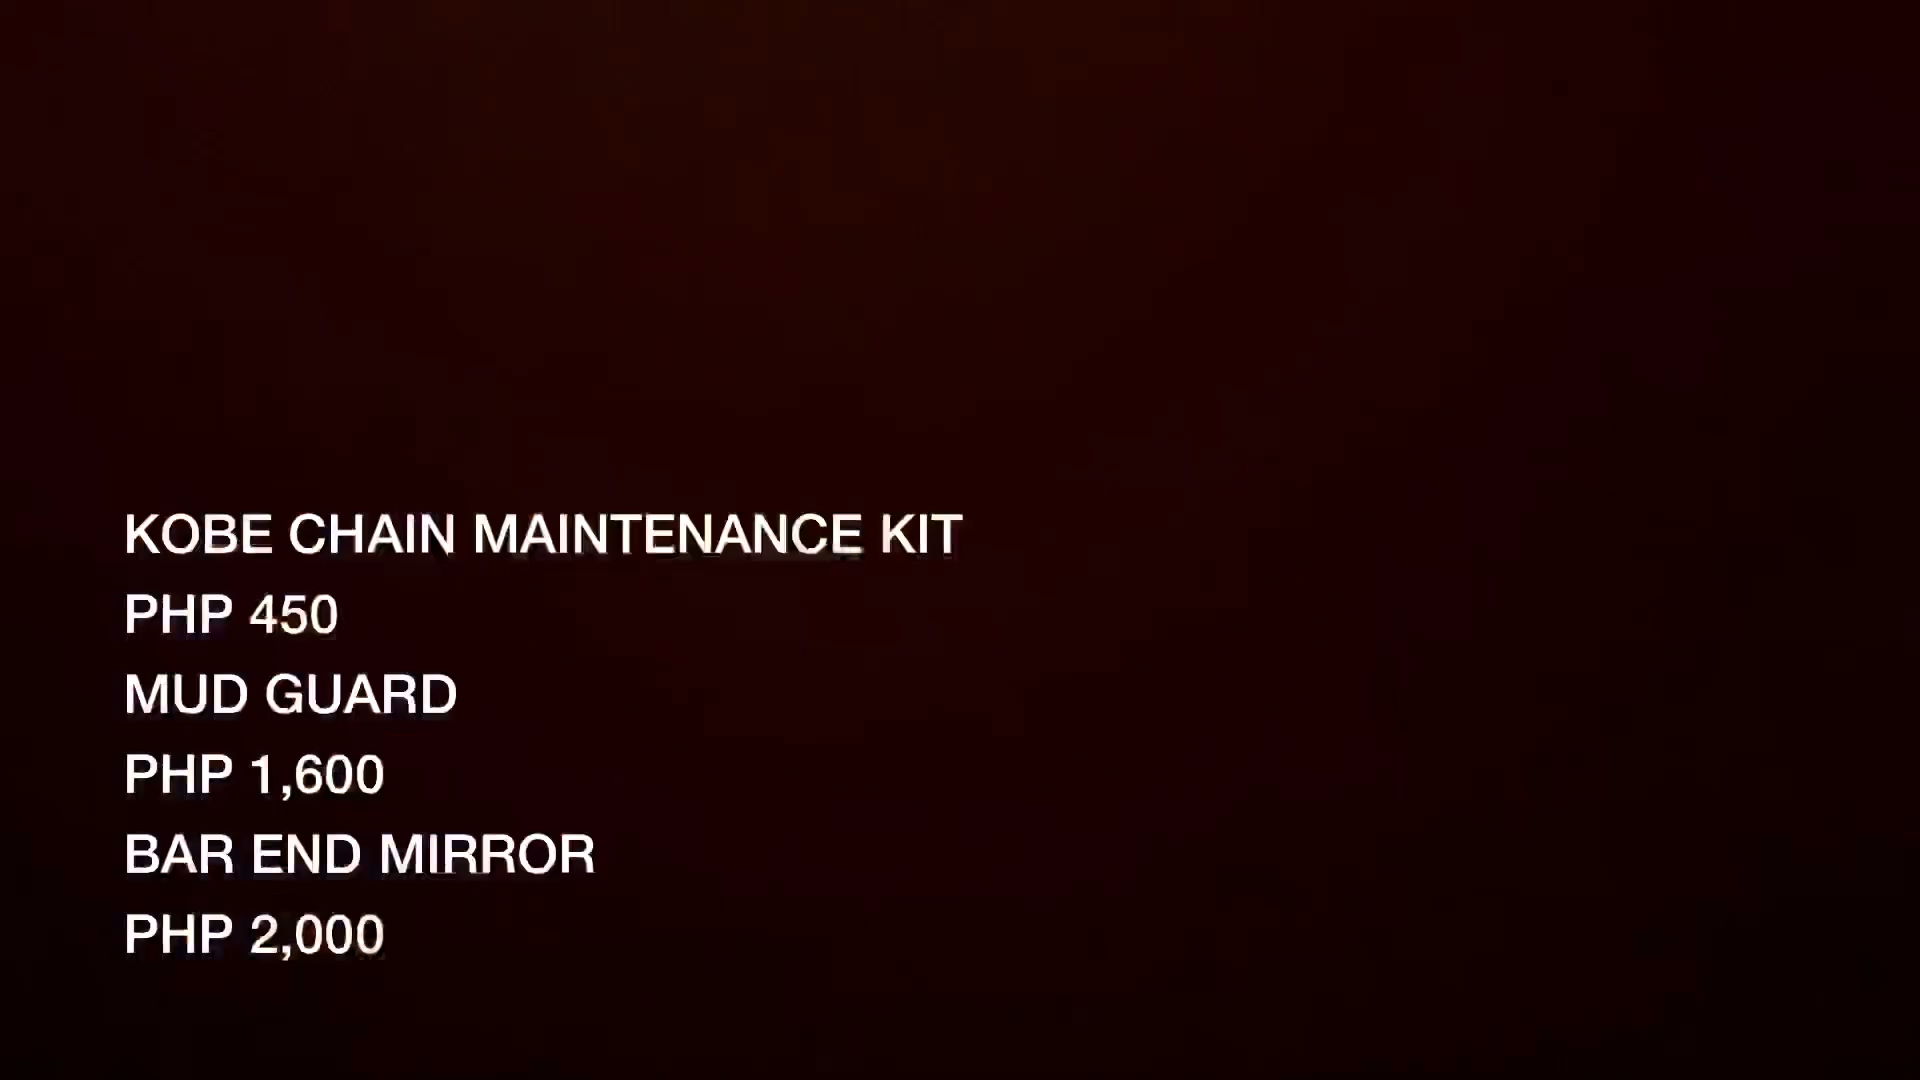 KOBE CHAIN MAINTENANCE KIT
PHP 450
MUD GUARD
PHP 1,600
BAR END MIRROR
PHP 2,000